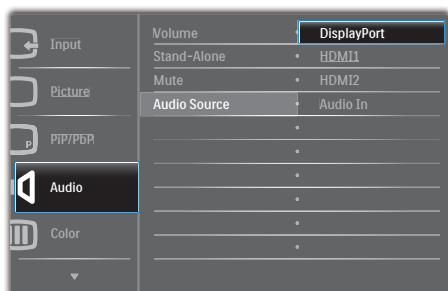 Input
Picture
PiP/PbP
Audio
Color
Volume
Stand-Alone
Mute
Audio Source
DisplayPort
HDMI1
HDMI2
Audio In